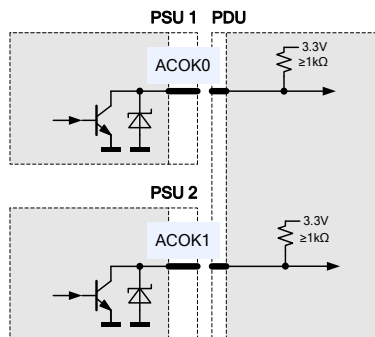 PSU 1 PDU
ACOK0
3.3V
≥1kΩ
PSU 2
ACOK1
3.3V
≥1kΩ